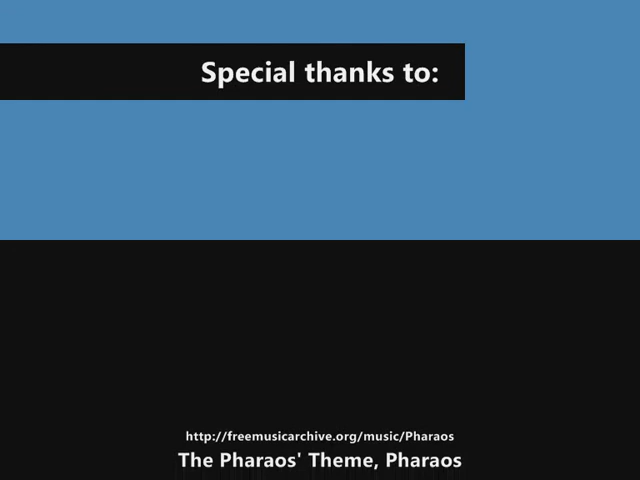 Special thanks to:
http://freemusicarchive.org/music/Pharaos
The Pharaos' Theme, Pharaos